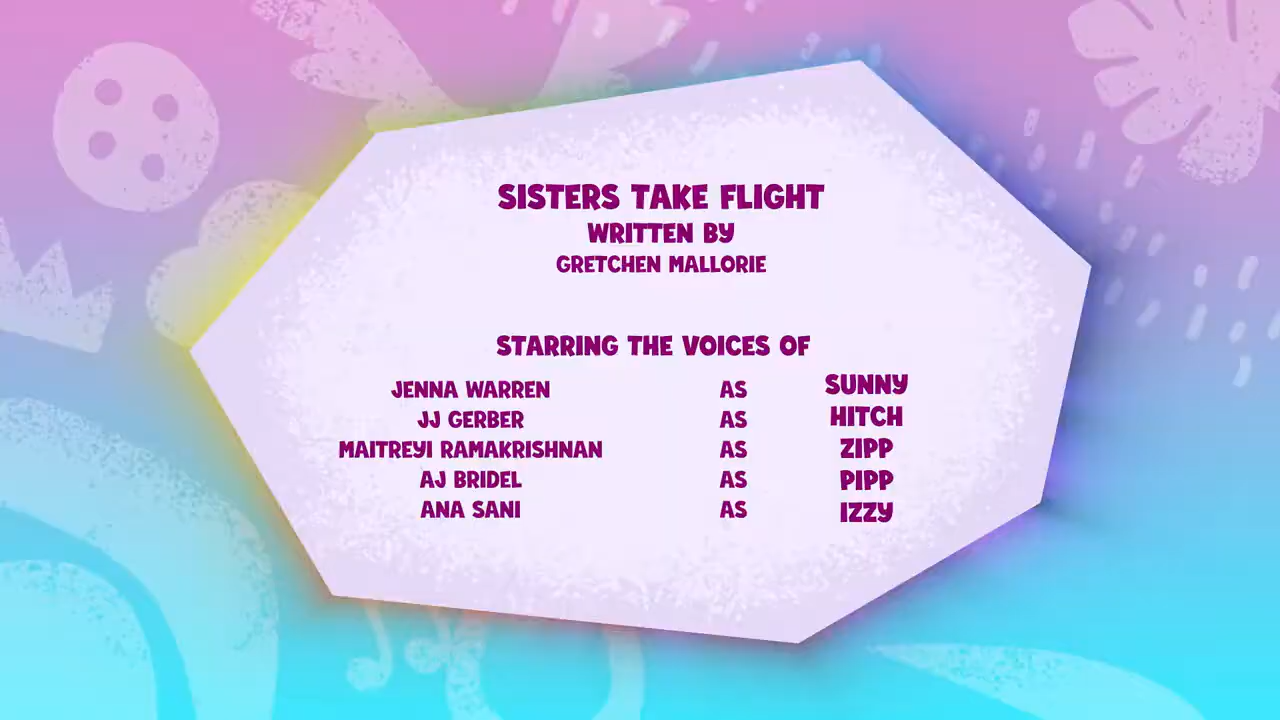 SISTERS TAKE FLIGHT
WRITTEN BY
GRETCHEN MALLORIE
STARRING THE VOICES OF
JENNA WARREN AS SUNNY
JJ GERBER AS HITCH
MAITREYI RAMAKRISHNAN AS ZIPP
AJ BRIDEL AS PIPP
ANA SANI AS IZZY